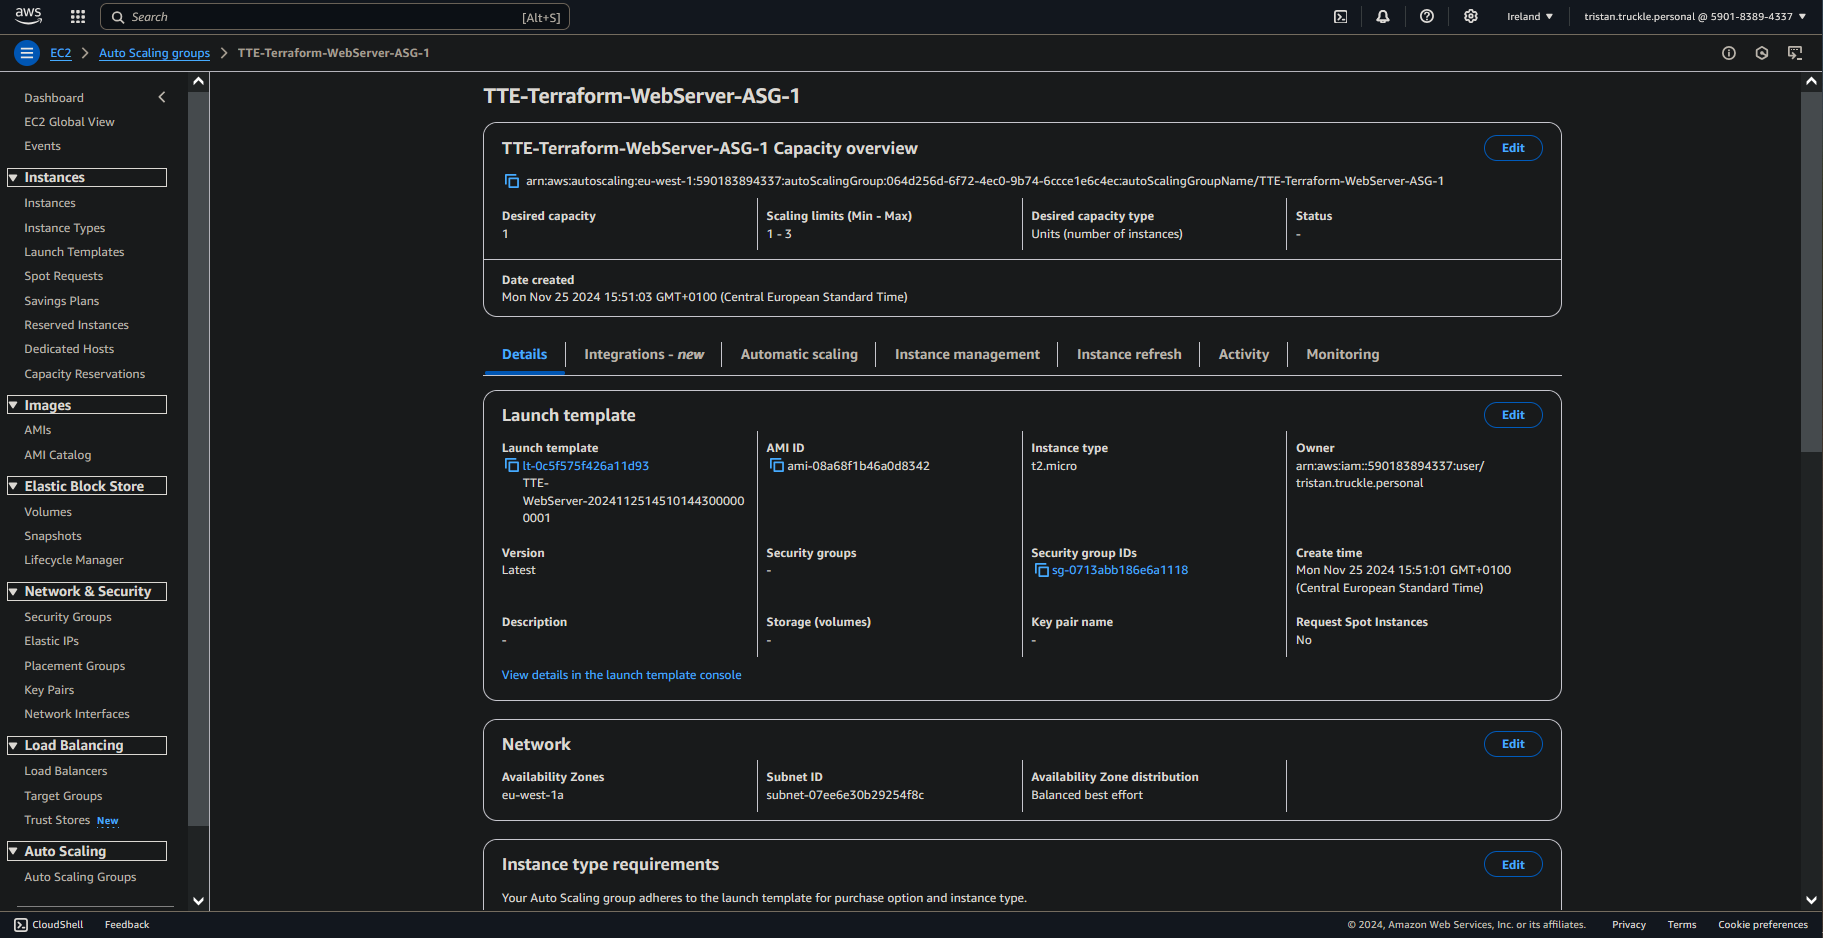 aws
Search
[Alt+S]
Ireland
tristan.truckle.personal @ 5901-8389-4337
EC2
Auto Scaling groups
TTE-Terraform-WebServer-ASG-1
Dashboard
EC2 Global View
Events
Instances
Instances
Instance Types
Launch Templates
Spot Requests
Savings Plans
Reserved Instances
Dedicated Hosts
Capacity Reservations
Images
AMIs
AMI Catalog
Elastic Block Store
Volumes
Snapshots
Lifecycle Manager
Network & Security
Security Groups
Elastic IPs
Placement Groups
Key Pairs
Network Interfaces
Load Balancing
Load Balancers
Target Groups
Trust Stores New
Auto Scaling
Auto Scaling Groups
TTE-Terraform-WebServer-ASG-1
TTE-Terraform-WebServer-ASG-1 Capacity overview
Edit
arn:aws:autoscaling:eu-west-1:590183894337:autoScalingGroup:064d256d-6f72-4ec0-9b74-6ccce1e6c4ec:autoScalingGroupName/TTE-Terraform-WebServer-ASG-1
Desired capacity
1
Scaling limits (Min - Max)
1 - 3
Desired capacity type
Units (number of instances)
Status
-
Date created
Mon Nov 25 2024 15:51:03 GMT+0100 (Central European Standard Time)
Details
Integrations - new
Automatic scaling
Instance management
Instance refresh
Activity
Monitoring
Launch template
Edit
Launch template
lt-0c5f575f426a11d93
TTE-
WebServer-2024112514510144300000
0001
AMI ID
ami-08a68f1b46a0d8342
Instance type
t2.micro
Owner
arn:aws:iam::590183894337:user/
tristan.truckle.personal
Version
Latest
Security groups
-
Security group IDs
sg-0713abb186e6a1118
Create time
Mon Nov 25 2024 15:51:01 GMT+0100
(Central European Standard Time)
Description
-
Storage (volumes)
-
Key pair name
-
Request Spot Instances
No
View details in the launch template console
Network
Edit
Availability Zones
eu-west-1a
Subnet ID
subnet-07ee6e30b29254f8c
Availability Zone distribution
Balanced best effort
Instance type requirements
Edit
Your Auto Scaling group adheres to the launch template for purchase option and instance type.
CloudShell
Feedback
© 2024, Amazon Web Services, Inc. or its affiliates.
Privacy
Terms
Cookie preferences